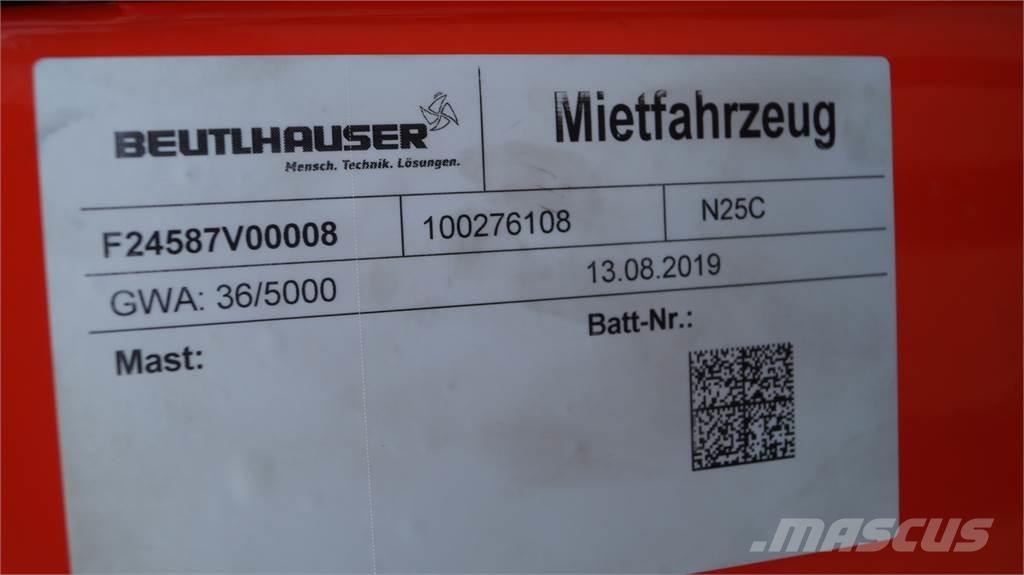 BEUTLHAUSER
Mensch. Technik. Lösungen.
Mietfahrzeug
F24587V00008 100276108 N25C
GWA: 36/5000 13.08.2019
Mast: Batt-Nr.:
.MASCUS